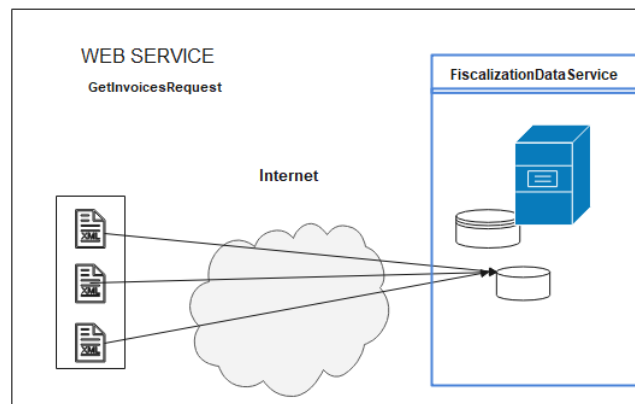 WEB SERVICE
GetInvoicesRequest
FiscalizationDataService
Internet
XML
XML
XML